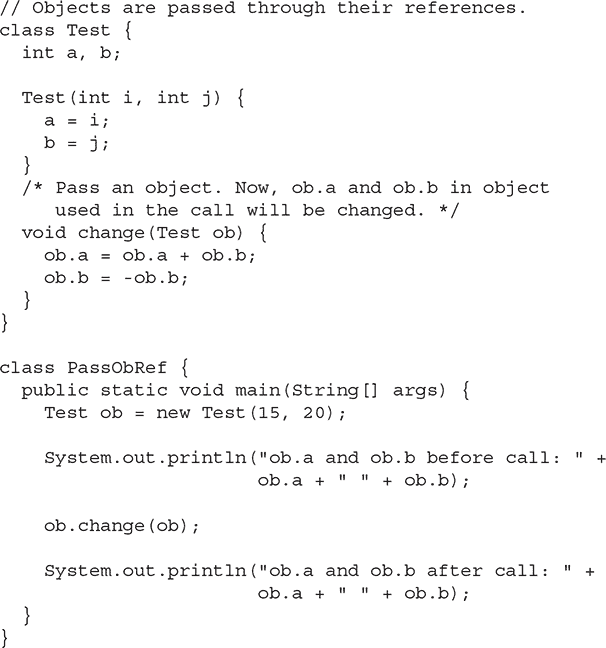 // Objects are passed through their references.
class Test {
  int a, b;

  Test(int i, int j) {
    a = i;
    b = j;
  }
  /* Pass an object. Now, ob.a and ob.b in object
     used in the call will be changed. */
  void change(Test ob) {
    ob.a = ob.a + ob.b;
    ob.b = -ob.b;
  }
}

class PassObRef {
  public static void main(String[] args) {
    Test ob = new Test(15, 20);

    System.out.println("ob.a and ob.b before call: " +
                       ob.a + " " + ob.b);

    ob.change(ob);

    System.out.println("ob.a and ob.b after call: " +
                       ob.a + " " + ob.b);
  }
}